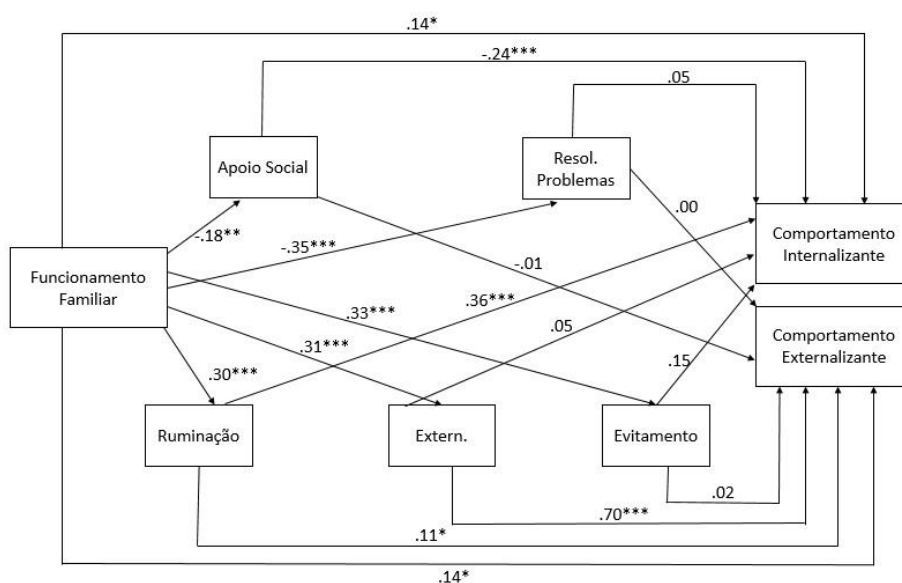 .14*
-.24***
.05
Apoio Social
Resol.
Problemas
.00
-.18**
-.35***
Comportamento
Internalizante
Funcionamento
Familiar
-.01
.36***
.33***
.05
.31***
Comportamento
Externalizante
.15
.30***
Ruminação
Extern.
Evitamento
.02
.70***
.11*
.14*